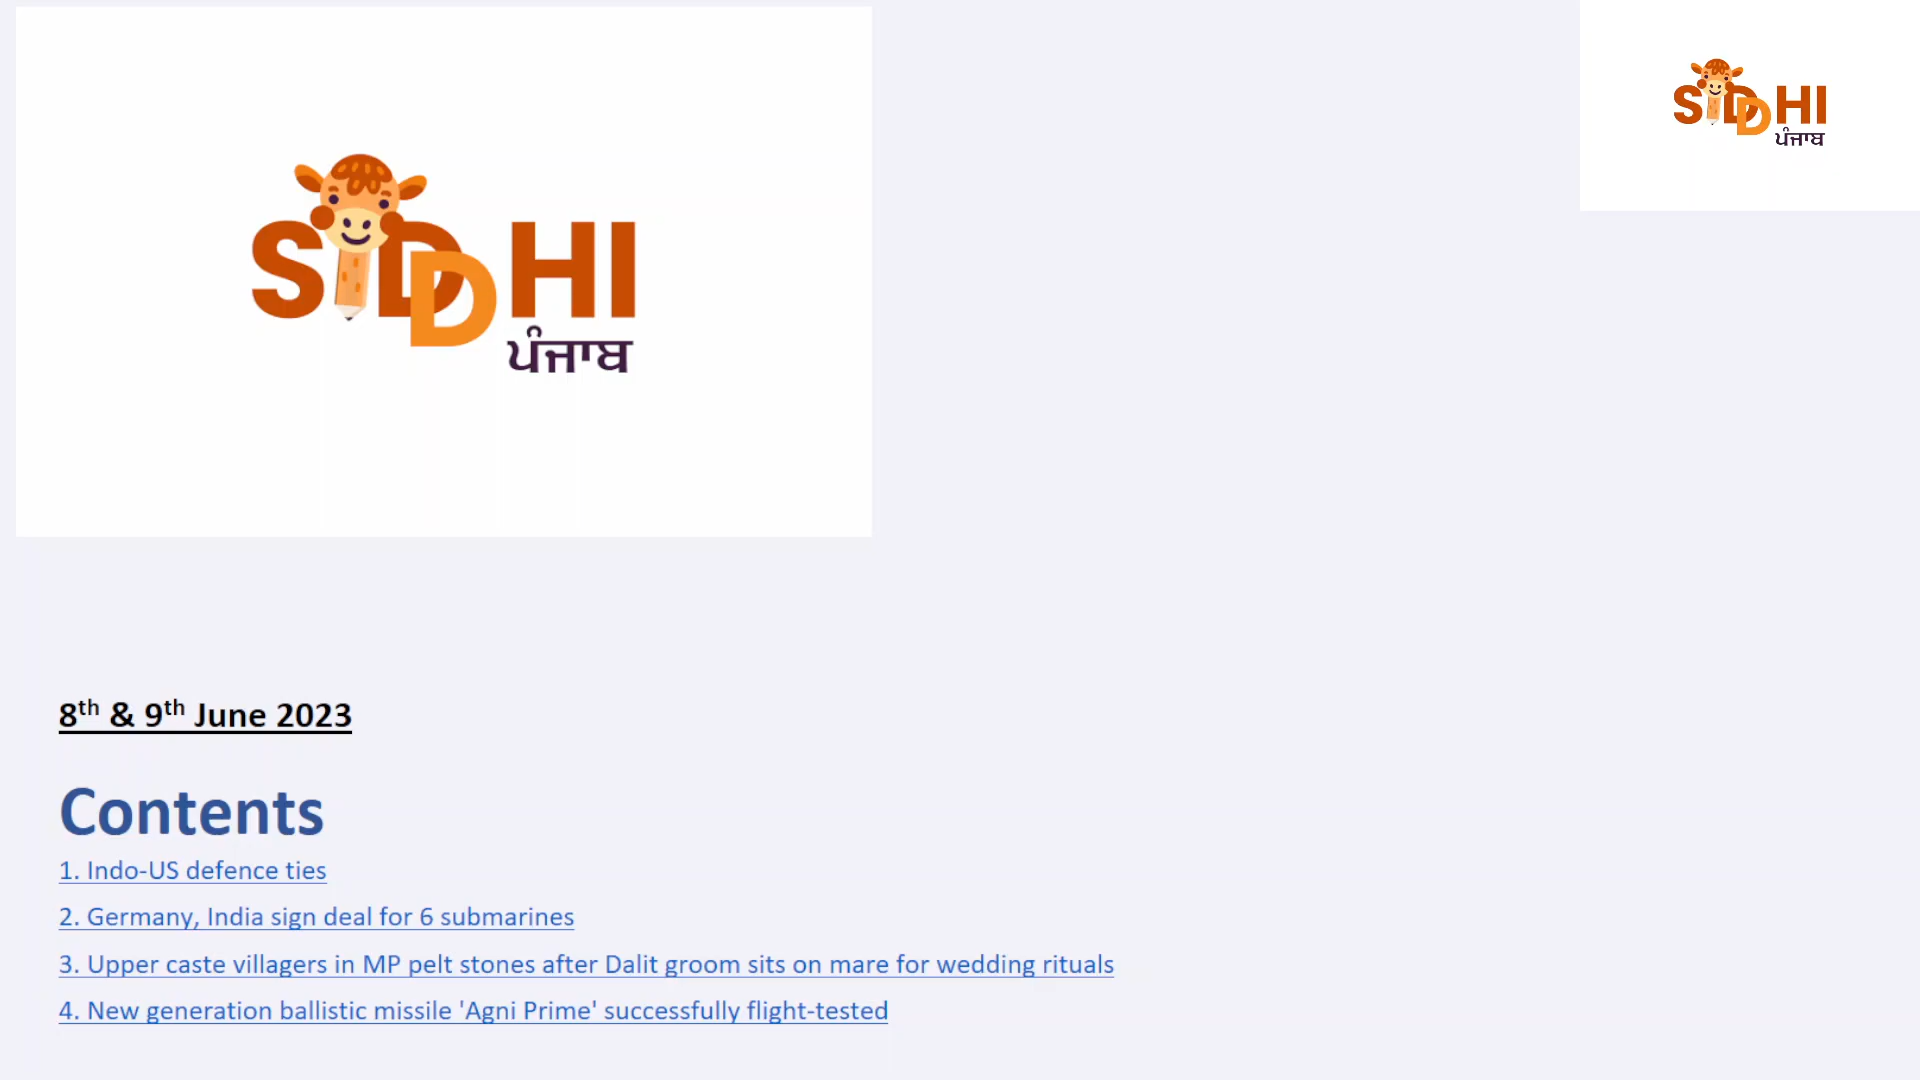 SIDDHI
ਪੰਜਾਬ
SIDDHI
ਪੰਜਾਬ
8th & 9th June 2023
Contents
1. Indo-US defence ties
2. Germany, India sign deal for 6 submarines
3. Upper caste villagers in MP pelt stones after Dalit groom sits on mare for wedding rituals
4. New generation ballistic missile 'Agni Prime' successfully flight-tested